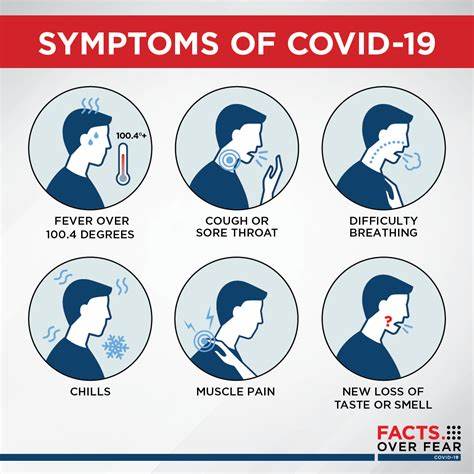 SYMPTOMS OF COVID-19
100.4°+
FEVER OVER
100.4 DEGREES
COUGH OR
SORE THROAT
DIFFICULTY
BREATHING
CHILLS
MUSCLE PAIN
?
NEW LOSS OF
TASTE OR SMELL
FACTS
OVER FEAR
COVID-19